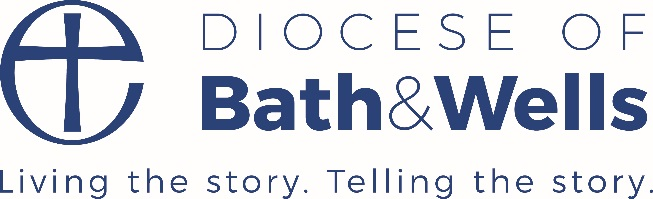 DIOCESE OF
Bath&Wells
Living the story. Telling the story.